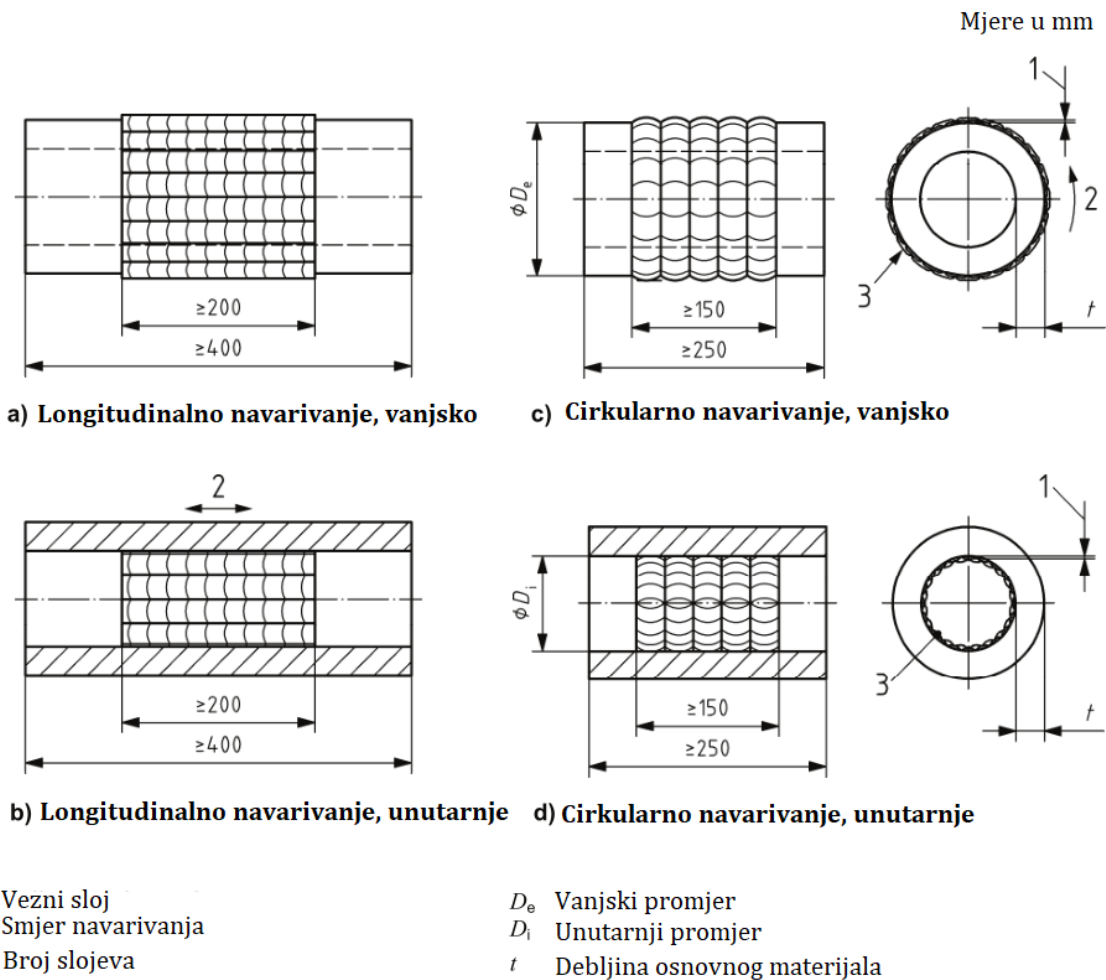 Mjere u mm
1
≥200
≥400
a) Longitudinalno navarivanje, vanjsko
ϕDe
≥150
≥250
2
3
t
c) Cirkularno navarivanje, vanjsko
2
≥200
≥400
b) Longitudinalno navarivanje, unutarnje
ϕDi
≥150
≥250
1
3
t
d) Cirkularno navarivanje, unutarnje
Vezni sloj
Smjer navarivanja
Broj slojeva
De Vanjski promjer
Di Unutarnji promjer
t Debljina osnovnog materijala